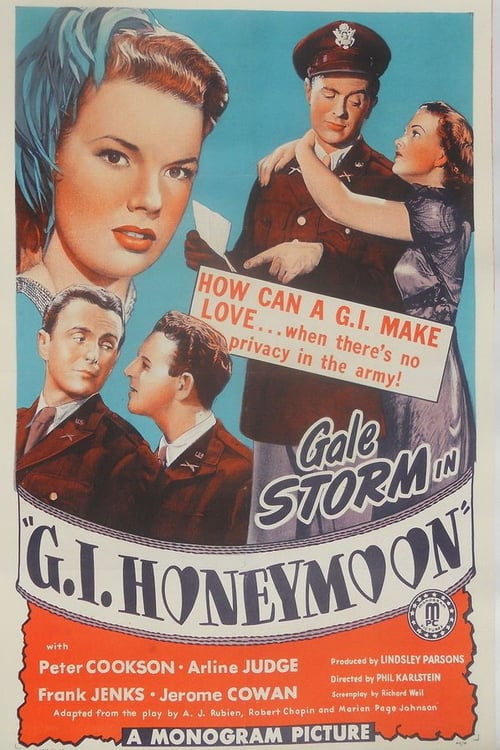 HOW CAN A G.I. MAKE
LOVE...when there's no
privacy in the army!
Gale
STORM IN
"G.I. HONEYMOON"
M
PC
with
Peter COOKSON · Arline JUDGE
Frank JENKS · Jerome COWAN
Produced by LINDSLEY PARSONS
Directed by PHIL KARLSTEIN
Screenplay by Richard Weil
Adapted from the play by A. J. Rubien, Robert Chapin and Marion Page Johnson
A MONOGRAM PICTURE